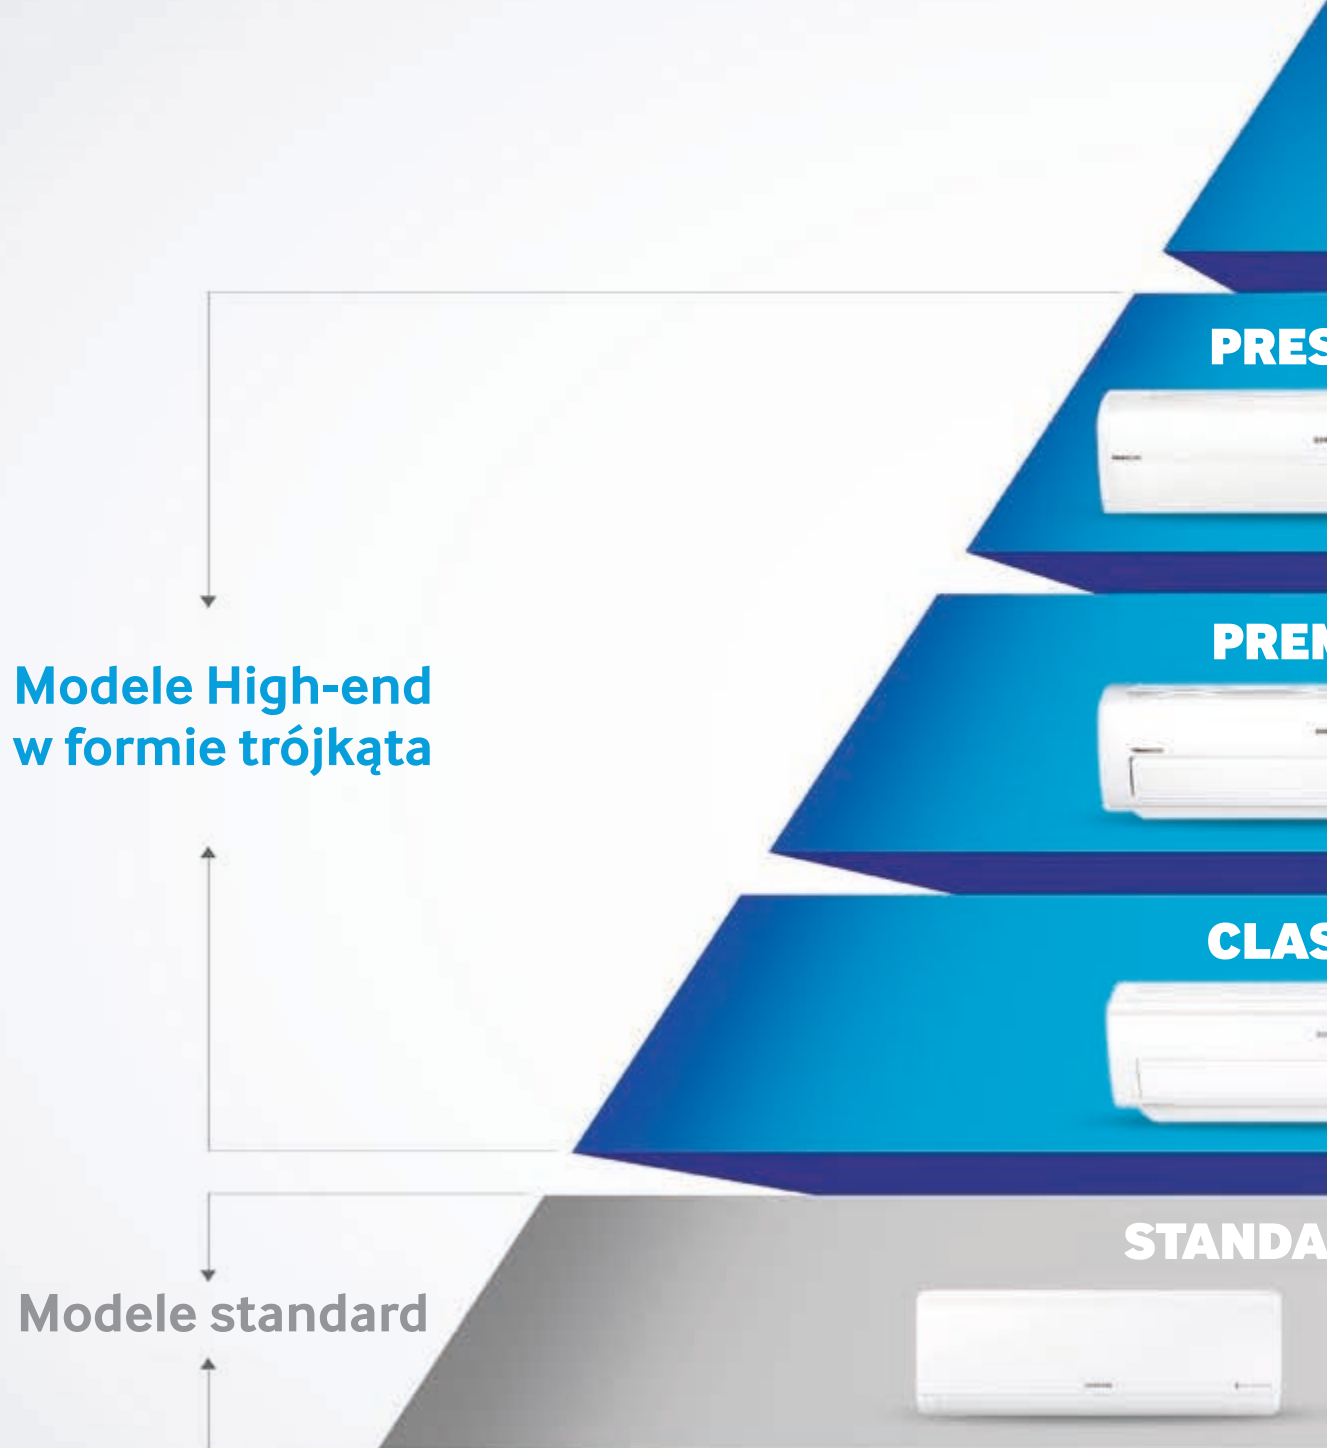 PRES
PREM
Modele High-end
w formie trójkąta
CLAS
STANDA
Modele standard